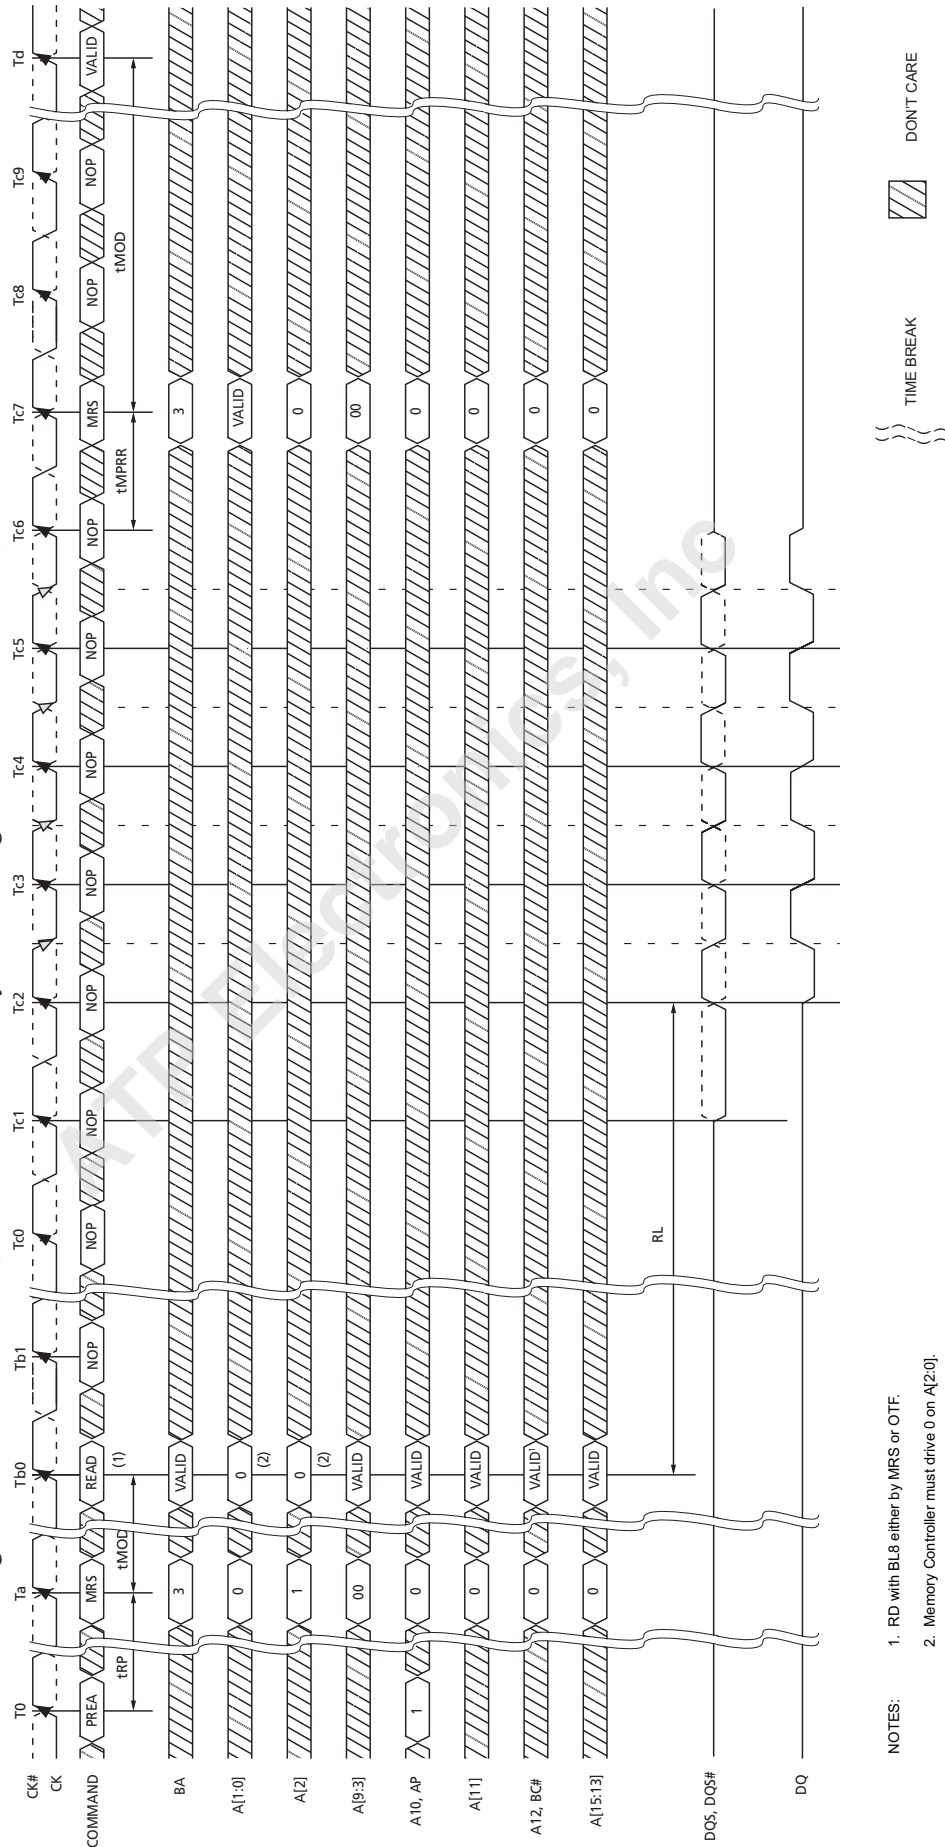 T0 Ta Tb0 Tb1 Tc0 Tc1 Tc2 Tc3 Tc4 Tc5 Tc6 Tc7 Tc8 Tc9 Td
CK#
CK
COMMAND PREA MRS READ NOP NOP NOP NOP NOP NOP NOP NOP MRS NOP NOP VALID
tRP tMOD (1) tMPRR tMOD
BA 3 VALID 3
A[1:0] 0 0 VALID
(2)
A[2] 1 0 0
(2)
A[9:3] 00 VALID 00
A10, AP 1 0 VALID 0
A[11] 0 VALID 0
A12, BC# 0 VALID¹ 0
A[15:13] 0 VALID 0
RL
DQS, DQS#
DQ
NOTES: 1. RD with BL8 either by MRS or OTF.
2. Memory Controller must drive 0 on A[2:0].
TIME BREAK
DON'T CARE
ATP Electronics, Inc